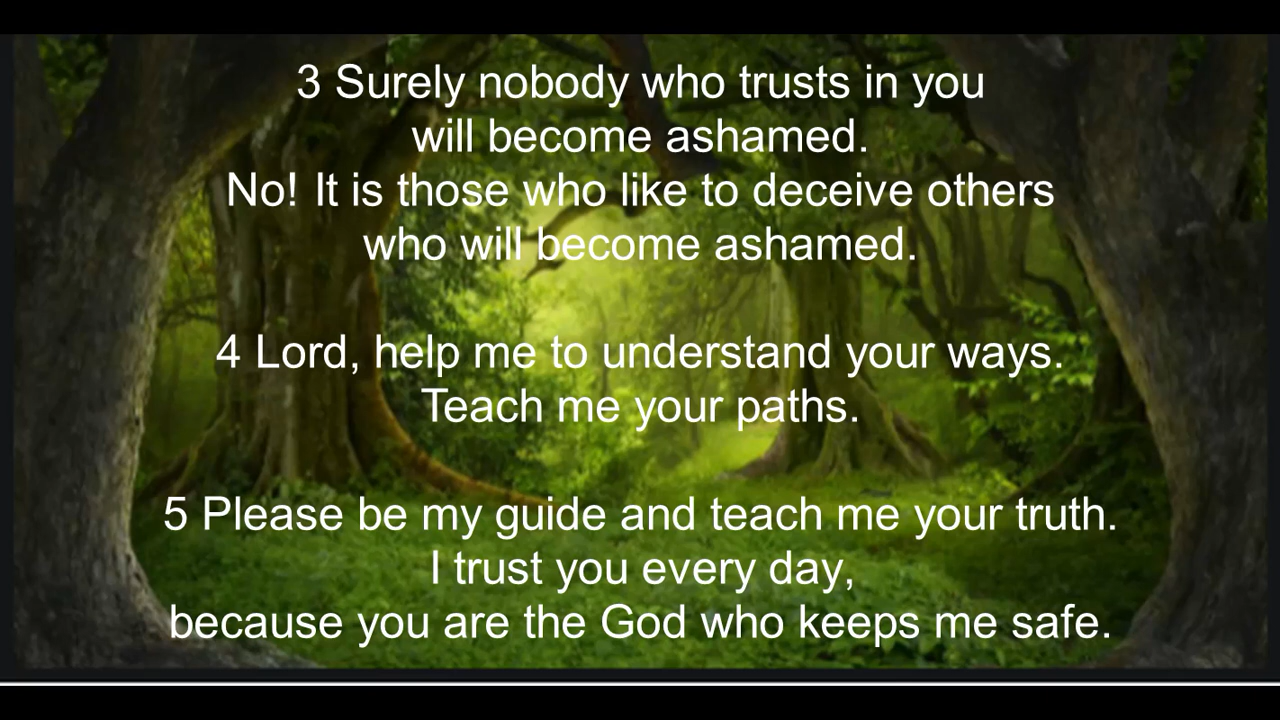 3 Surely nobody who trusts in you
will become ashamed.
No! It is those who like to deceive others
who will become ashamed.
4 Lord, help me to understand your ways.
Teach me your paths.
5 Please be my guide and teach me your truth.
I trust you every day,
because you are the God who keeps me safe.